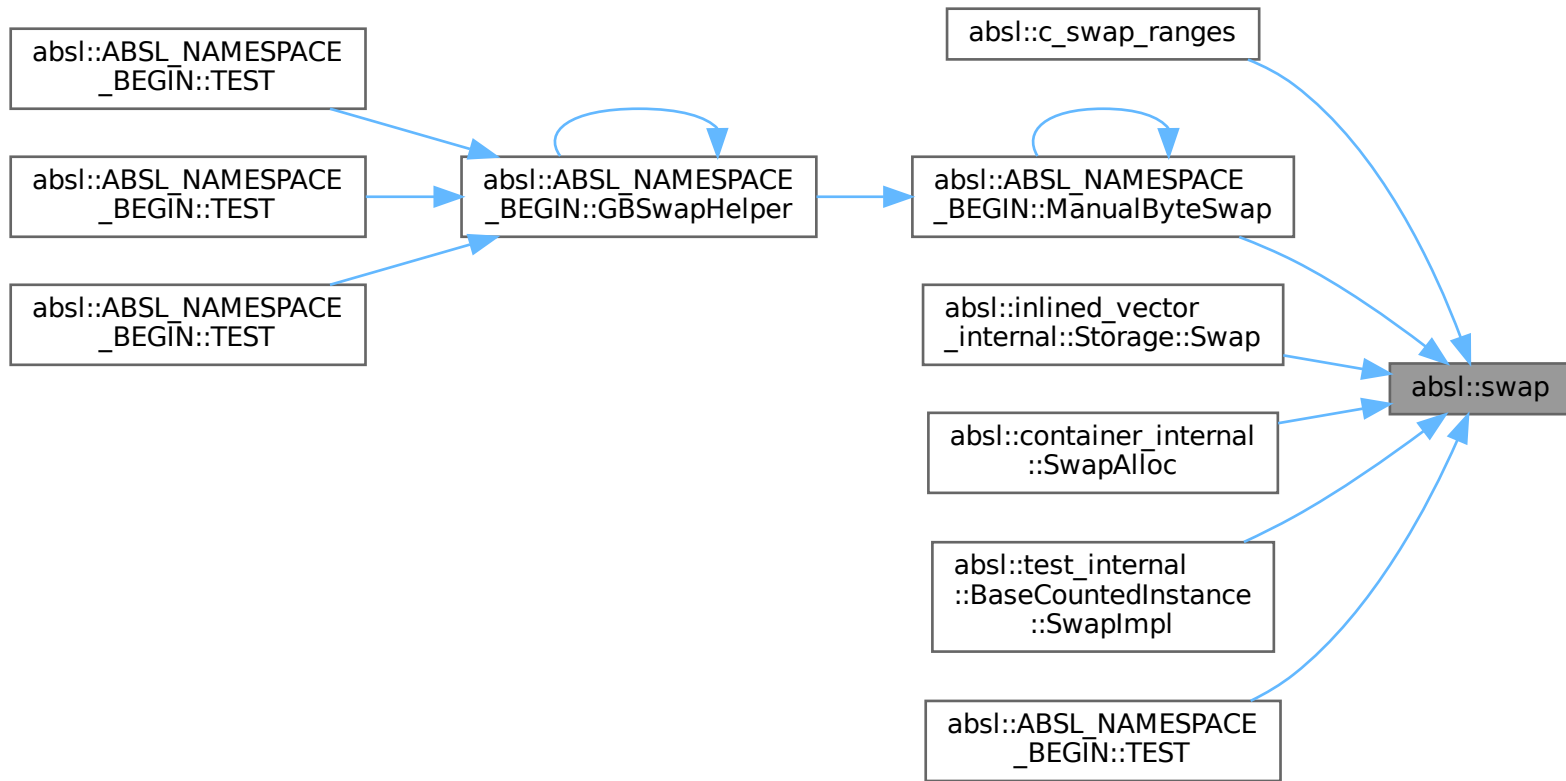 absl::ABSL_NAMESPACE
_BEGIN::TEST
absl::ABSL_NAMESPACE
_BEGIN::TEST
absl::ABSL_NAMESPACE
_BEGIN::TEST
absl::ABSL_NAMESPACE
_BEGIN::GBSwapHelper
absl::c_swap_ranges
absl::ABSL_NAMESPACE
_BEGIN::ManualByteSwap
absl::inlined_vector
_internal::Storage::Swap
absl::container_internal
::SwapAlloc
absl::test_internal
::BaseCountedInstance
::SwapImpl
absl::ABSL_NAMESPACE
_BEGIN::TEST
absl::swap